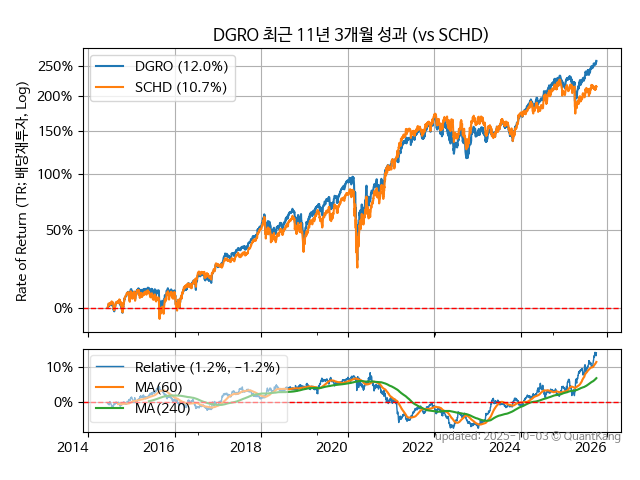 DGRO 최근 11년 3개월 성과 (vs SCHD)
Rate of Return (TR: 배당재투자, Log)
250%
200%
150%
100%
50%
0%
DGRO (12.0%)
SCHD (10.7%)
10%
0%
Relative (1.2%, −1.2%)
MA(60)
MA(240)
2014 2016 2018 2020 2022 2024 2026
updated: 2025-10-03 © QuantKang